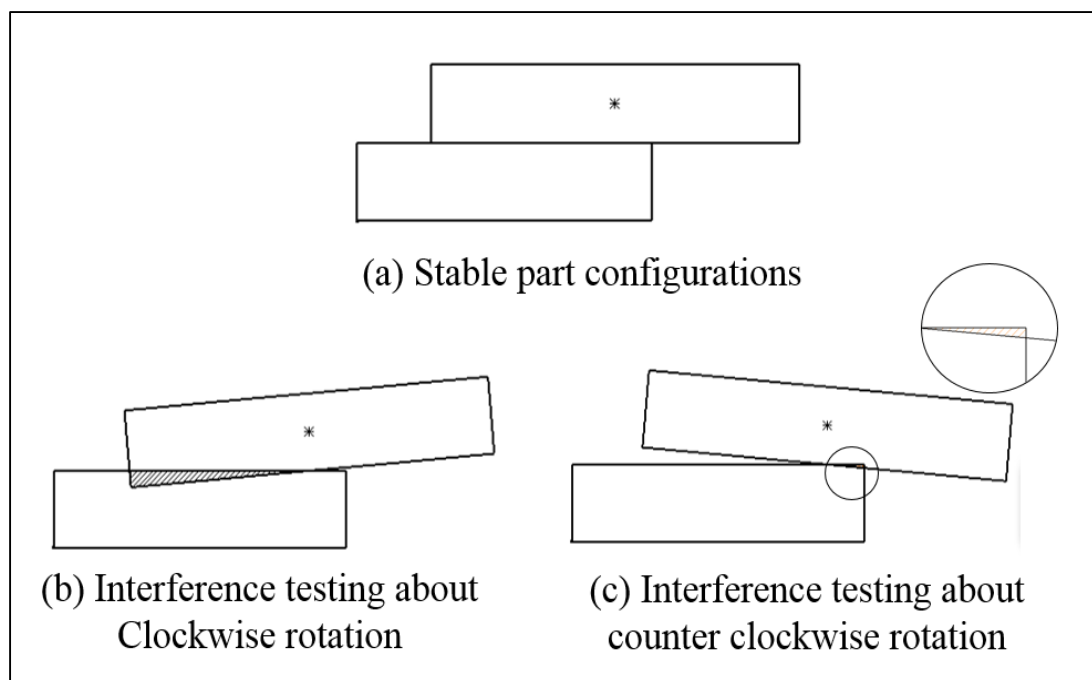 (a) Stable part configurations
(b) Interference testing about
Clockwise rotation
(c) Interference testing about
counter clockwise rotation